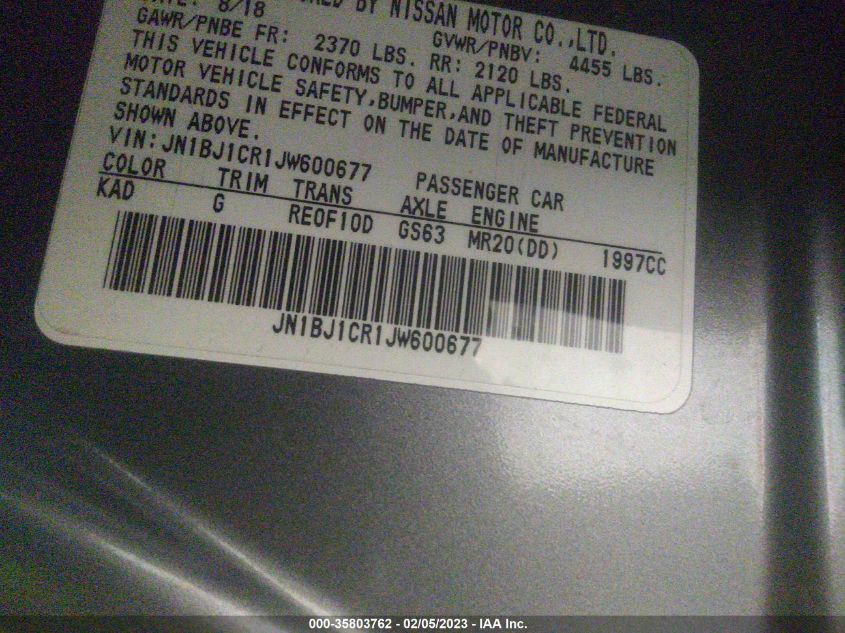 8/18
BY NISSAN MOTOR CO.,LTD.
GAWR/PNBE FR: 2370 LBS. RR: 2120 LBS.
GVWR/PNBV: 4455 LBS.
THIS VEHICLE CONFORMS TO ALL APPLICABLE FEDERAL
MOTOR VEHICLE SAFETY,BUMPER,AND THEFT PREVENTION
STANDARDS IN EFFECT ON THE DATE OF MANUFACTURE
SHOWN ABOVE.
VIN:JN1BJ1CR1JW600677 PASSENGER CAR
COLOR TRIM TRANS AXLE ENGINE
KAD G RE0F10D GS63 MR20(DD) 1997CC
JN1BJ1CR1JW600677
000-35803762 - 02/05/2023 - IAA Inc.